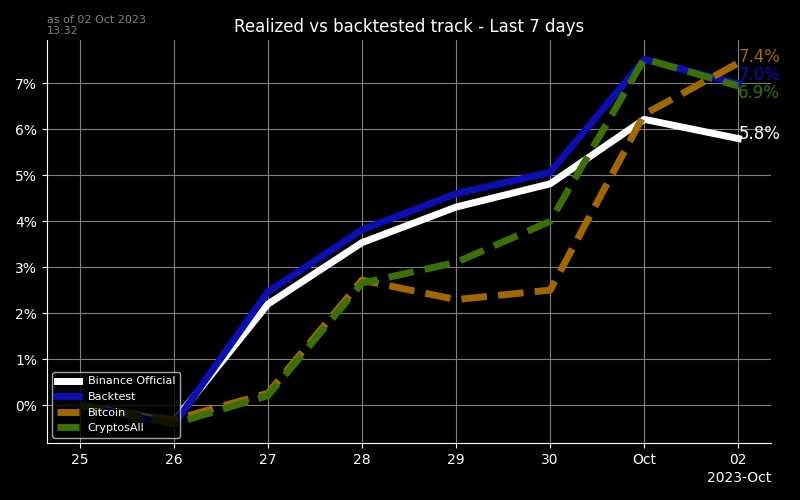 as of 02 Oct 2023
13:32
Realized vs backtested track - Last 7 days
7.4%
7.0%
6.9%
5.8%
7%
6%
5%
4%
3%
2%
1%
0%
Binance Official
Backtest
Bitcoin
CryptosAll
25 26 27 28 29 30 Oct 02
2023-Oct